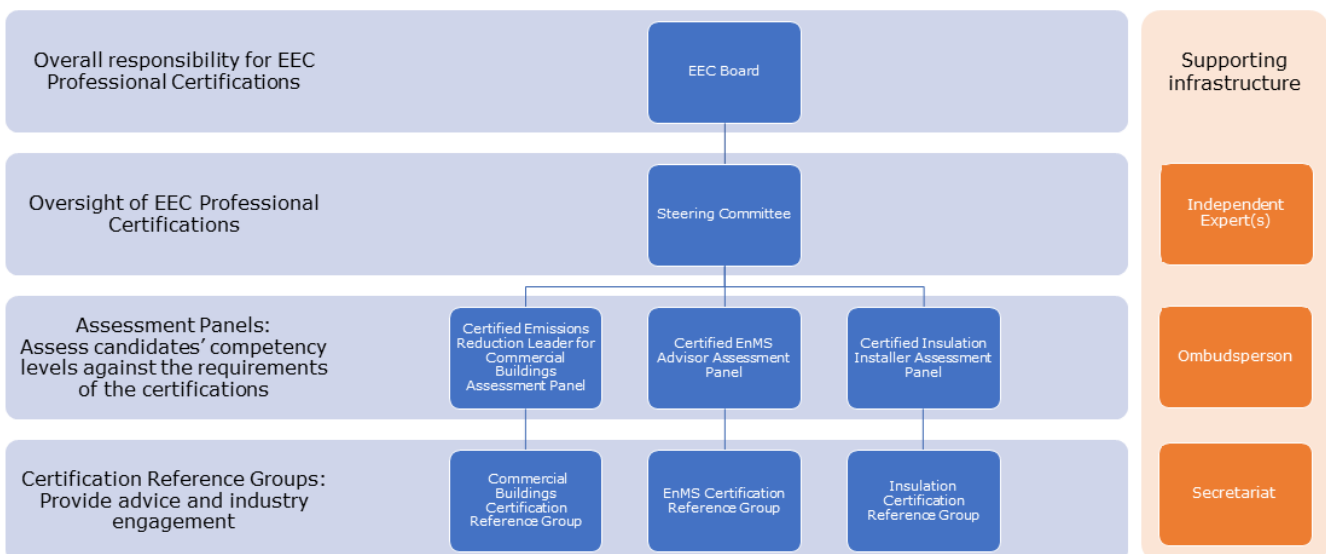 Overall responsibility for EEC
Professional Certifications
EEC Board
Supporting
infrastructure
Oversight of EEC Professional
Certifications
Steering Committee
Independent
Expert(s)
Assessment Panels:
Assess candidates’ competency
levels against the requirements
of the certifications
Certified Emissions
Reduction Leader for
Commercial
Buildings
Assessment Panel
Certified EnMS
Advisor Assessment
Panel
Certified Insulation
Installer Assessment
Panel
Ombudsperson
Certification Reference Groups:
Provide advice and industry
engagement
Commercial
Buildings
Certification
Reference Group
EnMS Certification
Reference Group
Insulation
Certification
Reference Group
Secretariat